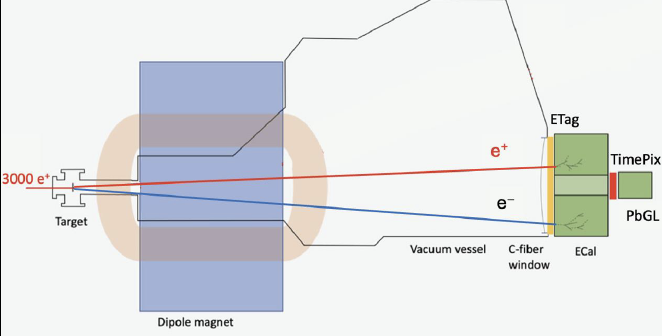 ETag
e⁺
TimePix
3000 e⁺
e⁻
PbGL
Target
Vacuum vessel
C-fiber
window
ECal
Dipole magnet